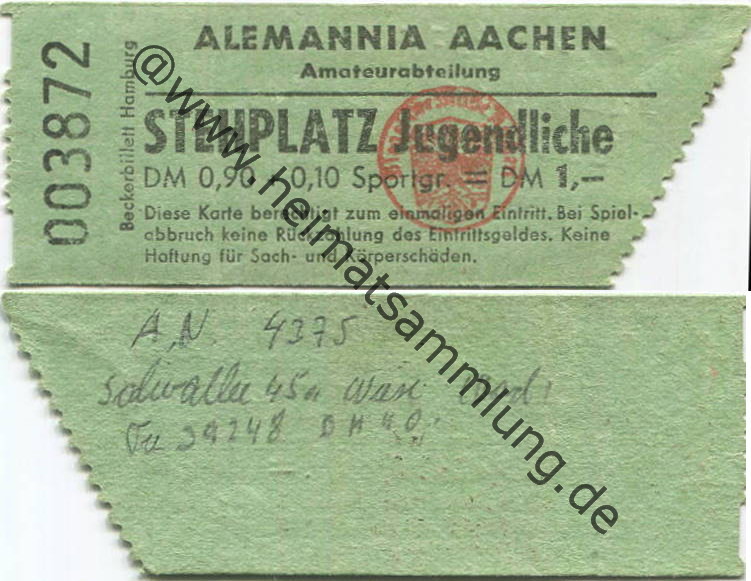 003872
Beckerbillett Hamburg
ALEMANNIA AACHEN
Amateurabteilung
STEHPLATZ Jugendliche
DM 0,90 + 0,10 Sportgr. = DM 1,—
Diese Karte berechtigt zum einmaligen Eintritt. Bei Spiel-
abbruch keine Rückzahlung des Eintrittsgeldes. Keine
Haftung für Sach- und Körperschäden.
@www.heimatsammlung.de
A.N. 4375
45a
29248